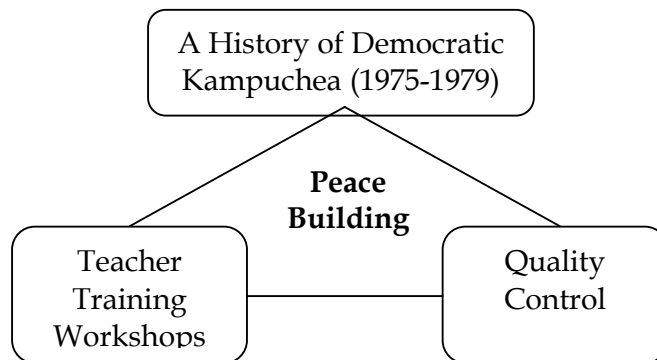 A History of Democratic
Kampuchea (1975-1979)
Peace
Building
Teacher
Training
Workshops
Quality
Control